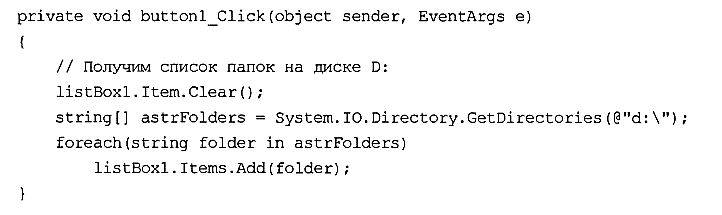 private void button1_Click(object sender, EventArgs e)
{
// Получим список папок на диске D:
listBox1.Item.Clear();
string[] astrFolders = System.IO.Directory.GetDirectories(@"d:\");
foreach(string folder in astrFolders)
listBox1.Items.Add(folder);
}